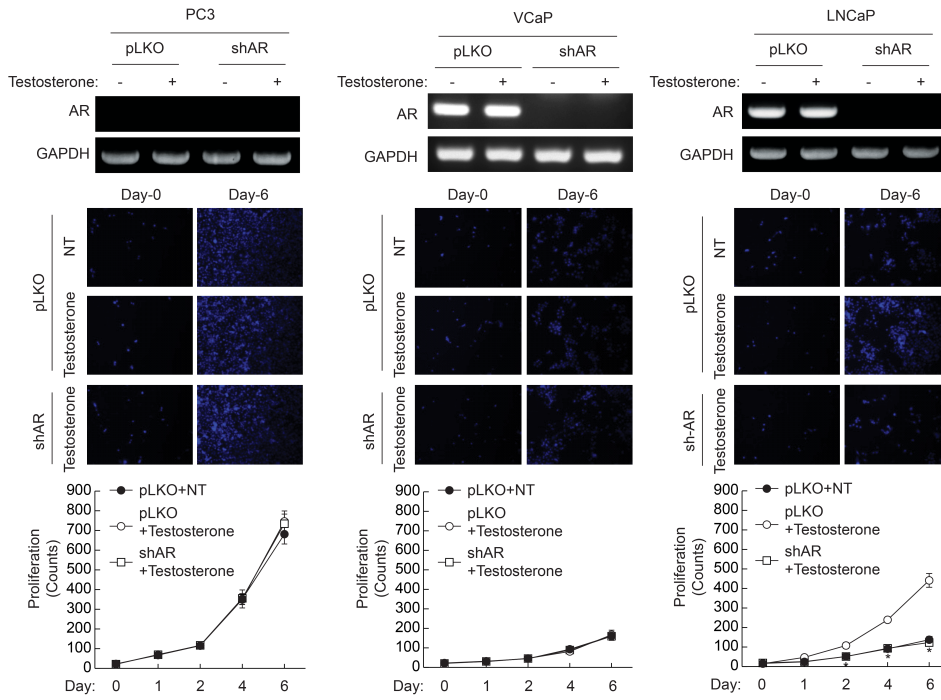 PC3
pLKO shAR
Testosterone: - + - +
AR
GAPDH
Day-0 Day-6
pLKO
NT
Testosterone
shAR
Testosterone
900
800
700
600
500
400
300
200
100
0
Proliferation
(Counts)
pLKO+NT
pLKO
+Testosterone
shAR
+Testosterone
Day: 0 1 2 4 6
VCaP
pLKO shAR
Testosterone: - + - +
AR
GAPDH
Day-0 Day-6
pLKO
NT
Testosterone
shAR
Testosterone
900
800
700
600
500
400
300
200
100
0
Proliferation
(Counts)
pLKO+NT
pLKO
+Testosterone
shAR
+Testosterone
Day: 0 1 2 4 6
LNCaP
pLKO shAR
Testosterone: - + - +
AR
GAPDH
Day-0 Day-6
pLKO
NT
Testosterone
sh-AR
Testosterone
900
800
700
600
500
400
300
200
100
0
Proliferation
(Counts)
pLKO+NT
pLKO
+Testosterone
shAR
+Testosterone
* * *
Day: 0 1 2 4 6